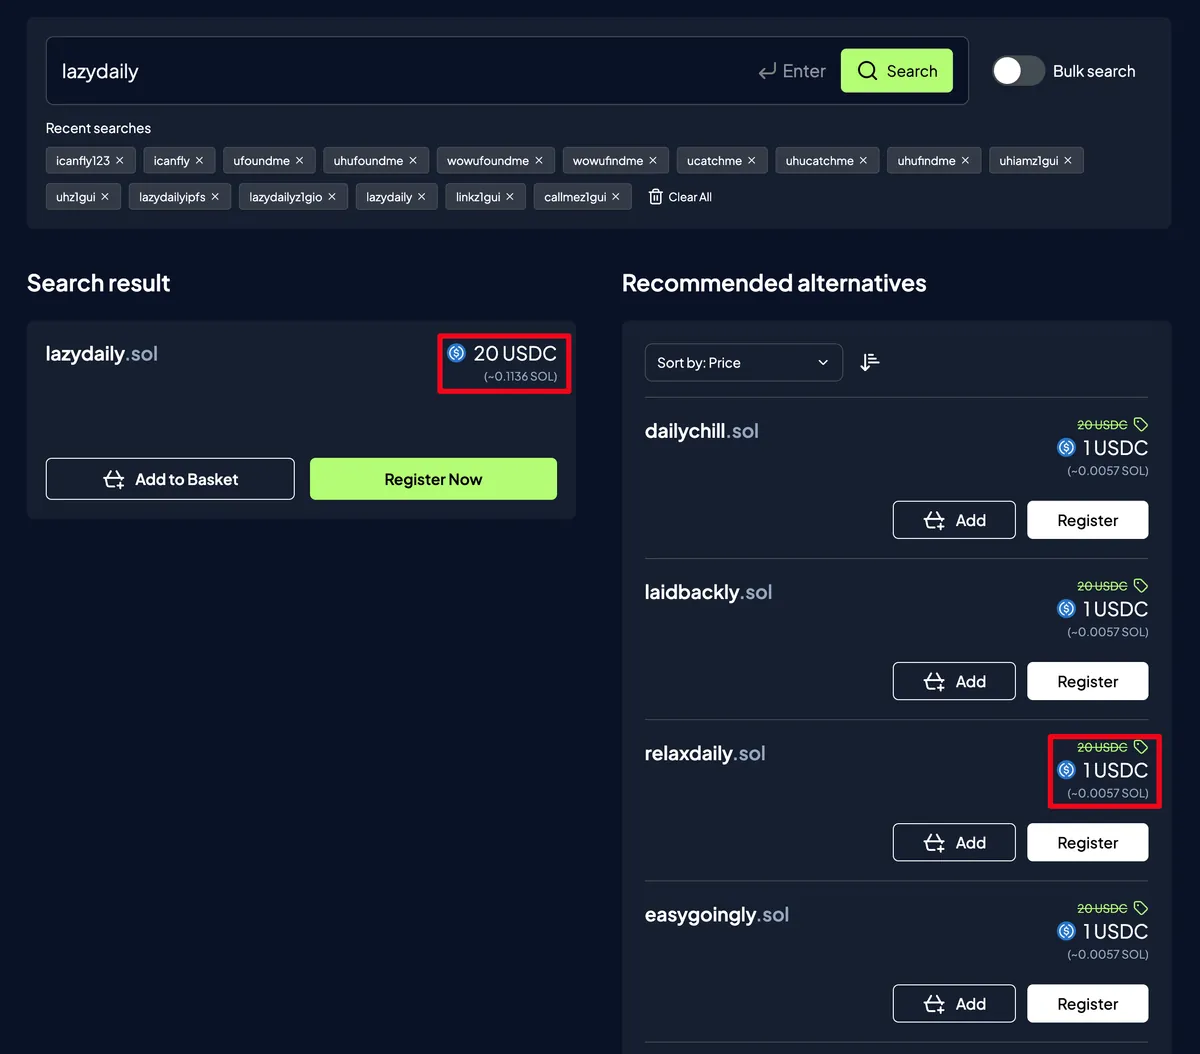 lazydaily
Enter
Search
Bulk search
Recent searches
icanfly123 ×
icanfly ×
ufoundme ×
uhufoundme ×
wowufoundme ×
wowufindme ×
ucatchme ×
uhucatchme ×
uhufindme ×
uhiamz1gui ×
uhz1gui ×
lazydailyipfs ×
lazydailyz1gio ×
lazydaily ×
linkz1gui ×
callmez1gui ×
Clear All
Search result
lazydaily.sol
20 USDC
(~0.1136 SOL)
Add to Basket
Register Now
Recommended alternatives
Sort by: Price
dailychill.sol
20 USDC
1 USDC
(~0.0057 SOL)
Add
Register
laidbackly.sol
20 USDC
1 USDC
(~0.0057 SOL)
Add
Register
relaxdaily.sol
20 USDC
1 USDC
(~0.0057 SOL)
Add
Register
easygoingly.sol
20 USDC
1 USDC
(~0.0057 SOL)
Add
Register